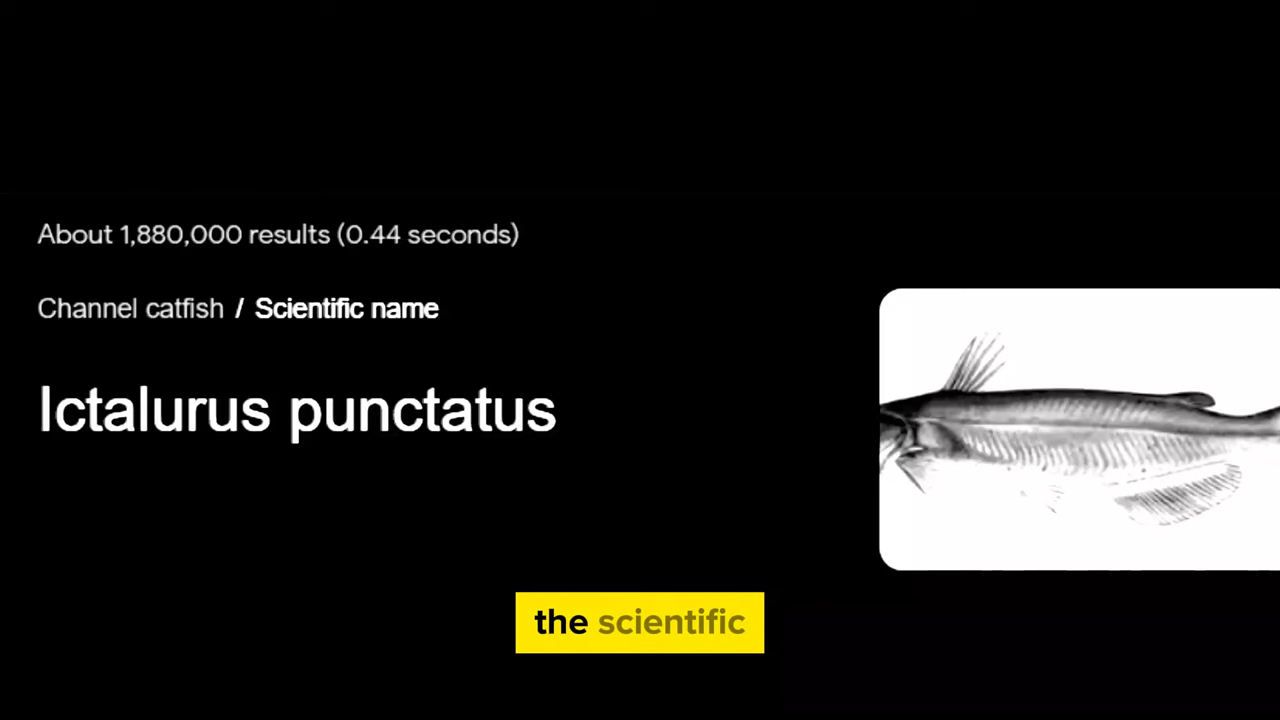 About 1,880,000 results (0.44 seconds)
Channel catfish / Scientific name
Ictalurus punctatus
the scientific